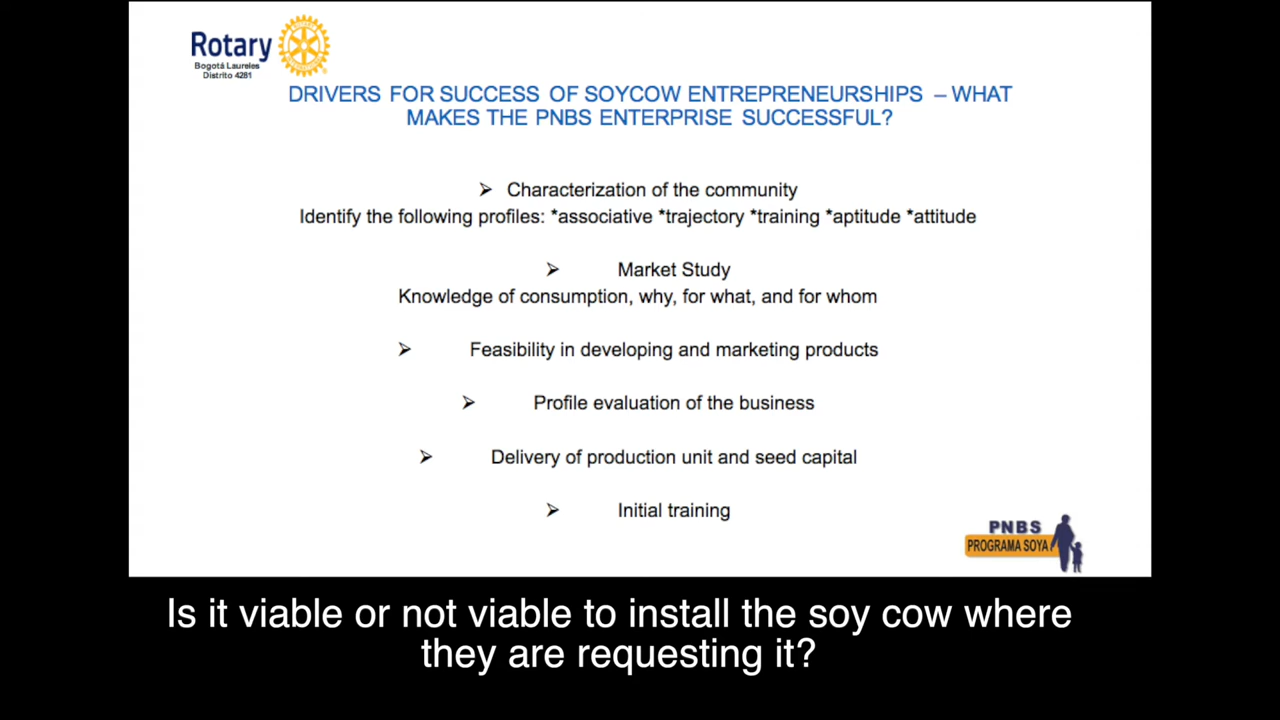 Rotary
Bogotá Laureles
Distrito 4281
DRIVERS FOR SUCCESS OF SOYCOW ENTREPRENEURSHIPS – WHAT
MAKES THE PNBS ENTERPRISE SUCCESSFUL?
➢ Characterization of the community
Identify the following profiles: *associative *trajectory *training *aptitude *attitude
➢ Market Study
Knowledge of consumption, why, for what, and for whom
➢ Feasibility in developing and marketing products
➢ Profile evaluation of the business
➢ Delivery of production unit and seed capital
➢ Initial training
PNBS
PROGRAMA SOYA
Is it viable or not viable to install the soy cow where
they are requesting it?